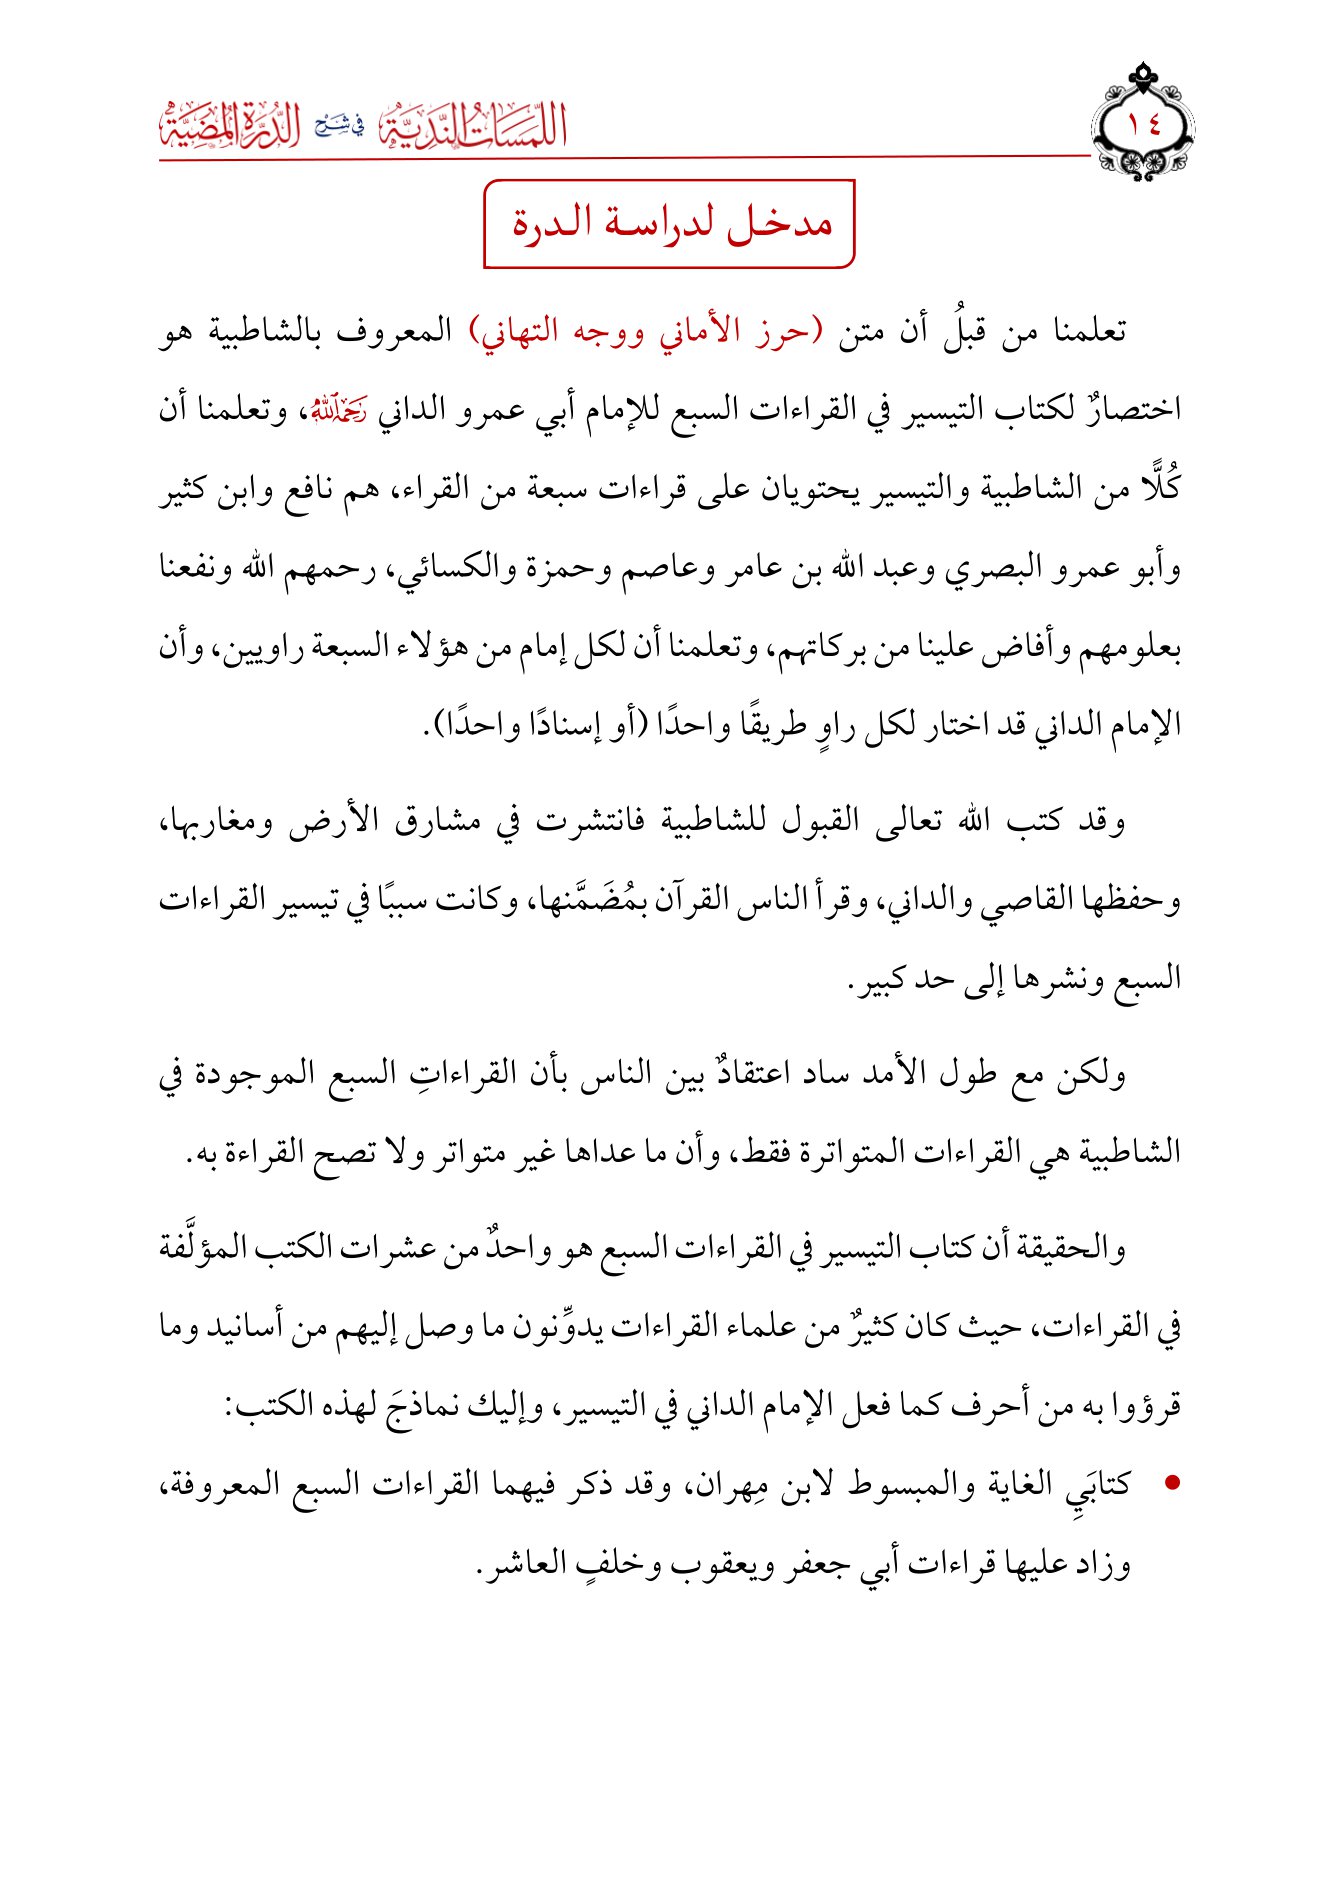 اللَّمَسَاتُ النَّدِيَّةُ فِي شَرْحِ الدُّرَّةِ الْمُضِيَّةِ
١٤
مدخل لدراسة الدرة
تعلمنا من قبلُ أن متن (حرز الأماني ووجه التهاني) المعروف بالشاطبية هو
اختصارٌ لكتاب التيسير في القراءات السبع للإمام أبي عمرو الداني رَحِمَهُ اللهُ، وتعلمنا أن
كُلًّا من الشاطبية والتيسير يحتويان على قراءات سبعة من القراء، هم نافع وابن كثير
وأبو عمرو البصري وعبد الله بن عامر وعاصم وحمزة والكسائي، رحمهم الله ونفعنا
بعلومهم وأفاض علينا من بركاتهم، وتعلمنا أن لكل إمام من هؤلاء السبعة راويين، وأن
الإمام الداني قد اختار لكل راوٍ طريقًا واحدًا (أو إسنادًا واحدًا).
وقد كتب الله تعالى القبول للشاطبية فانتشرت في مشارق الأرض ومغاربها،
وحفظها القاصي والداني، وقرأ الناس القرآن بمُضَمَّنها، وكانت سببًا في تيسير القراءات
السبع ونشرها إلى حد كبير.
ولكن مع طول الأمد ساد اعتقادٌ بين الناس بأن القراءاتِ السبع الموجودة في
الشاطبية هي القراءات المتواترة فقط، وأن ما عداها غير متواتر ولا تصح القراءة به.
والحقيقة أن كتاب التيسير في القراءات السبع هو واحدٌ من عشرات الكتب المؤلَّفة
في القراءات، حيث كان كثيرٌ من علماء القراءات يدوِّنون ما وصل إليهم من أسانيد وما
قرؤوا به من أحرف كما فعل الإمام الداني في التيسير، وإليك نماذجَ لهذه الكتب:
• كتابَيِ الغاية والمبسوط لابن مِهران، وقد ذكر فيهما القراءات السبع المعروفة،
وزاد عليها قراءات أبي جعفر ويعقوب وخلفٍ العاشر.